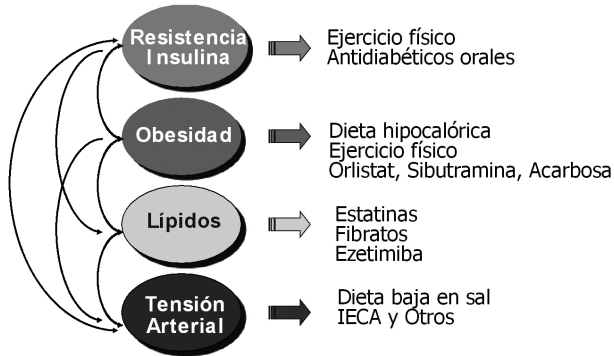 Resistencia
Insulina
Ejercicio físico
Antidiabéticos orales
Obesidad
Dieta hipocalórica
Ejercicio físico
Orlistat, Sibutramina, Acarbosa
Lípidos
Estatinas
Fibratos
Ezetimiba
Tensión
Arterial
Dieta baja en sal
IECA y Otros